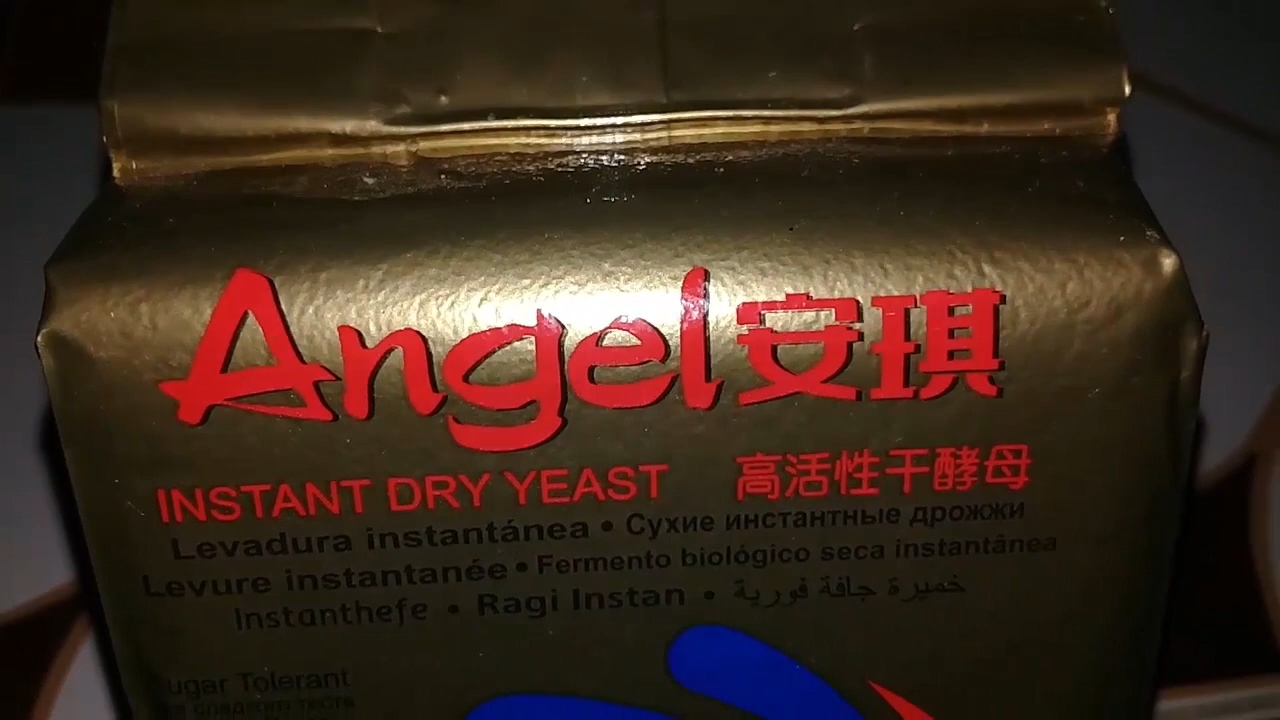 Angel安琪
INSTANT DRY YEAST 高活性干酵母
Levadura instantánea • Сухие инстантные дрожжи
Levure instantanée • Fermento biológico seca instantânea
Instanthefe • Ragi Instan • خميرة جافة فورية
Tolerant